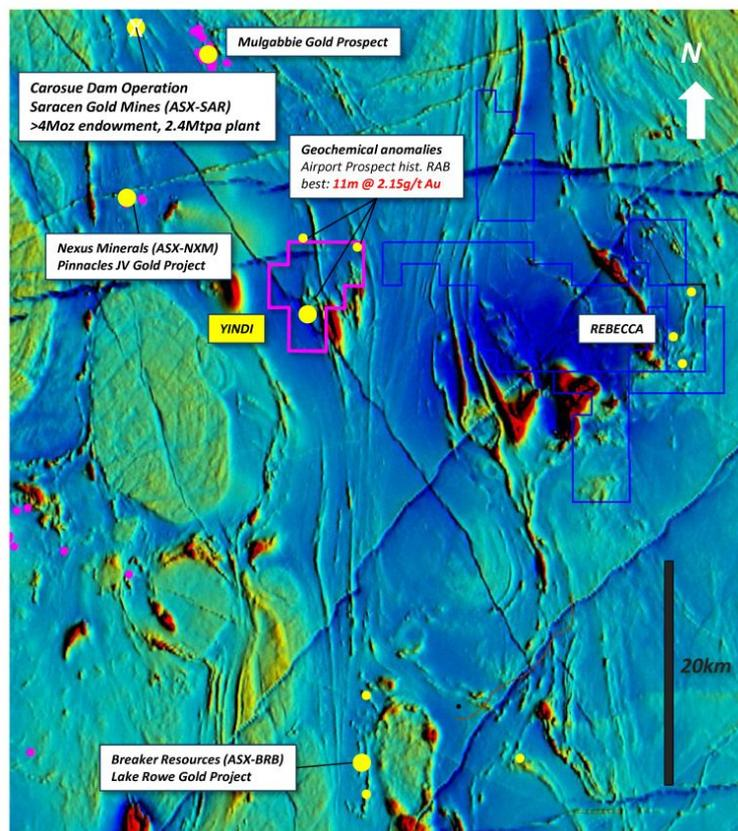 Mulgabbie Gold Prospect
N
Carosue Dam Operation
Saracen Gold Mines (ASX-SAR)
>4Moz endowment, 2.4Mtpa plant
Geochemical anomalies
Airport Prospect hist. RAB
best: 11m @ 2.15g/t Au
Nexus Minerals (ASX-NXM)
Pinnacles JV Gold Project
YINDI
REBECCA
20km
Breaker Resources (ASX-BRB)
Lake Rowe Gold Project